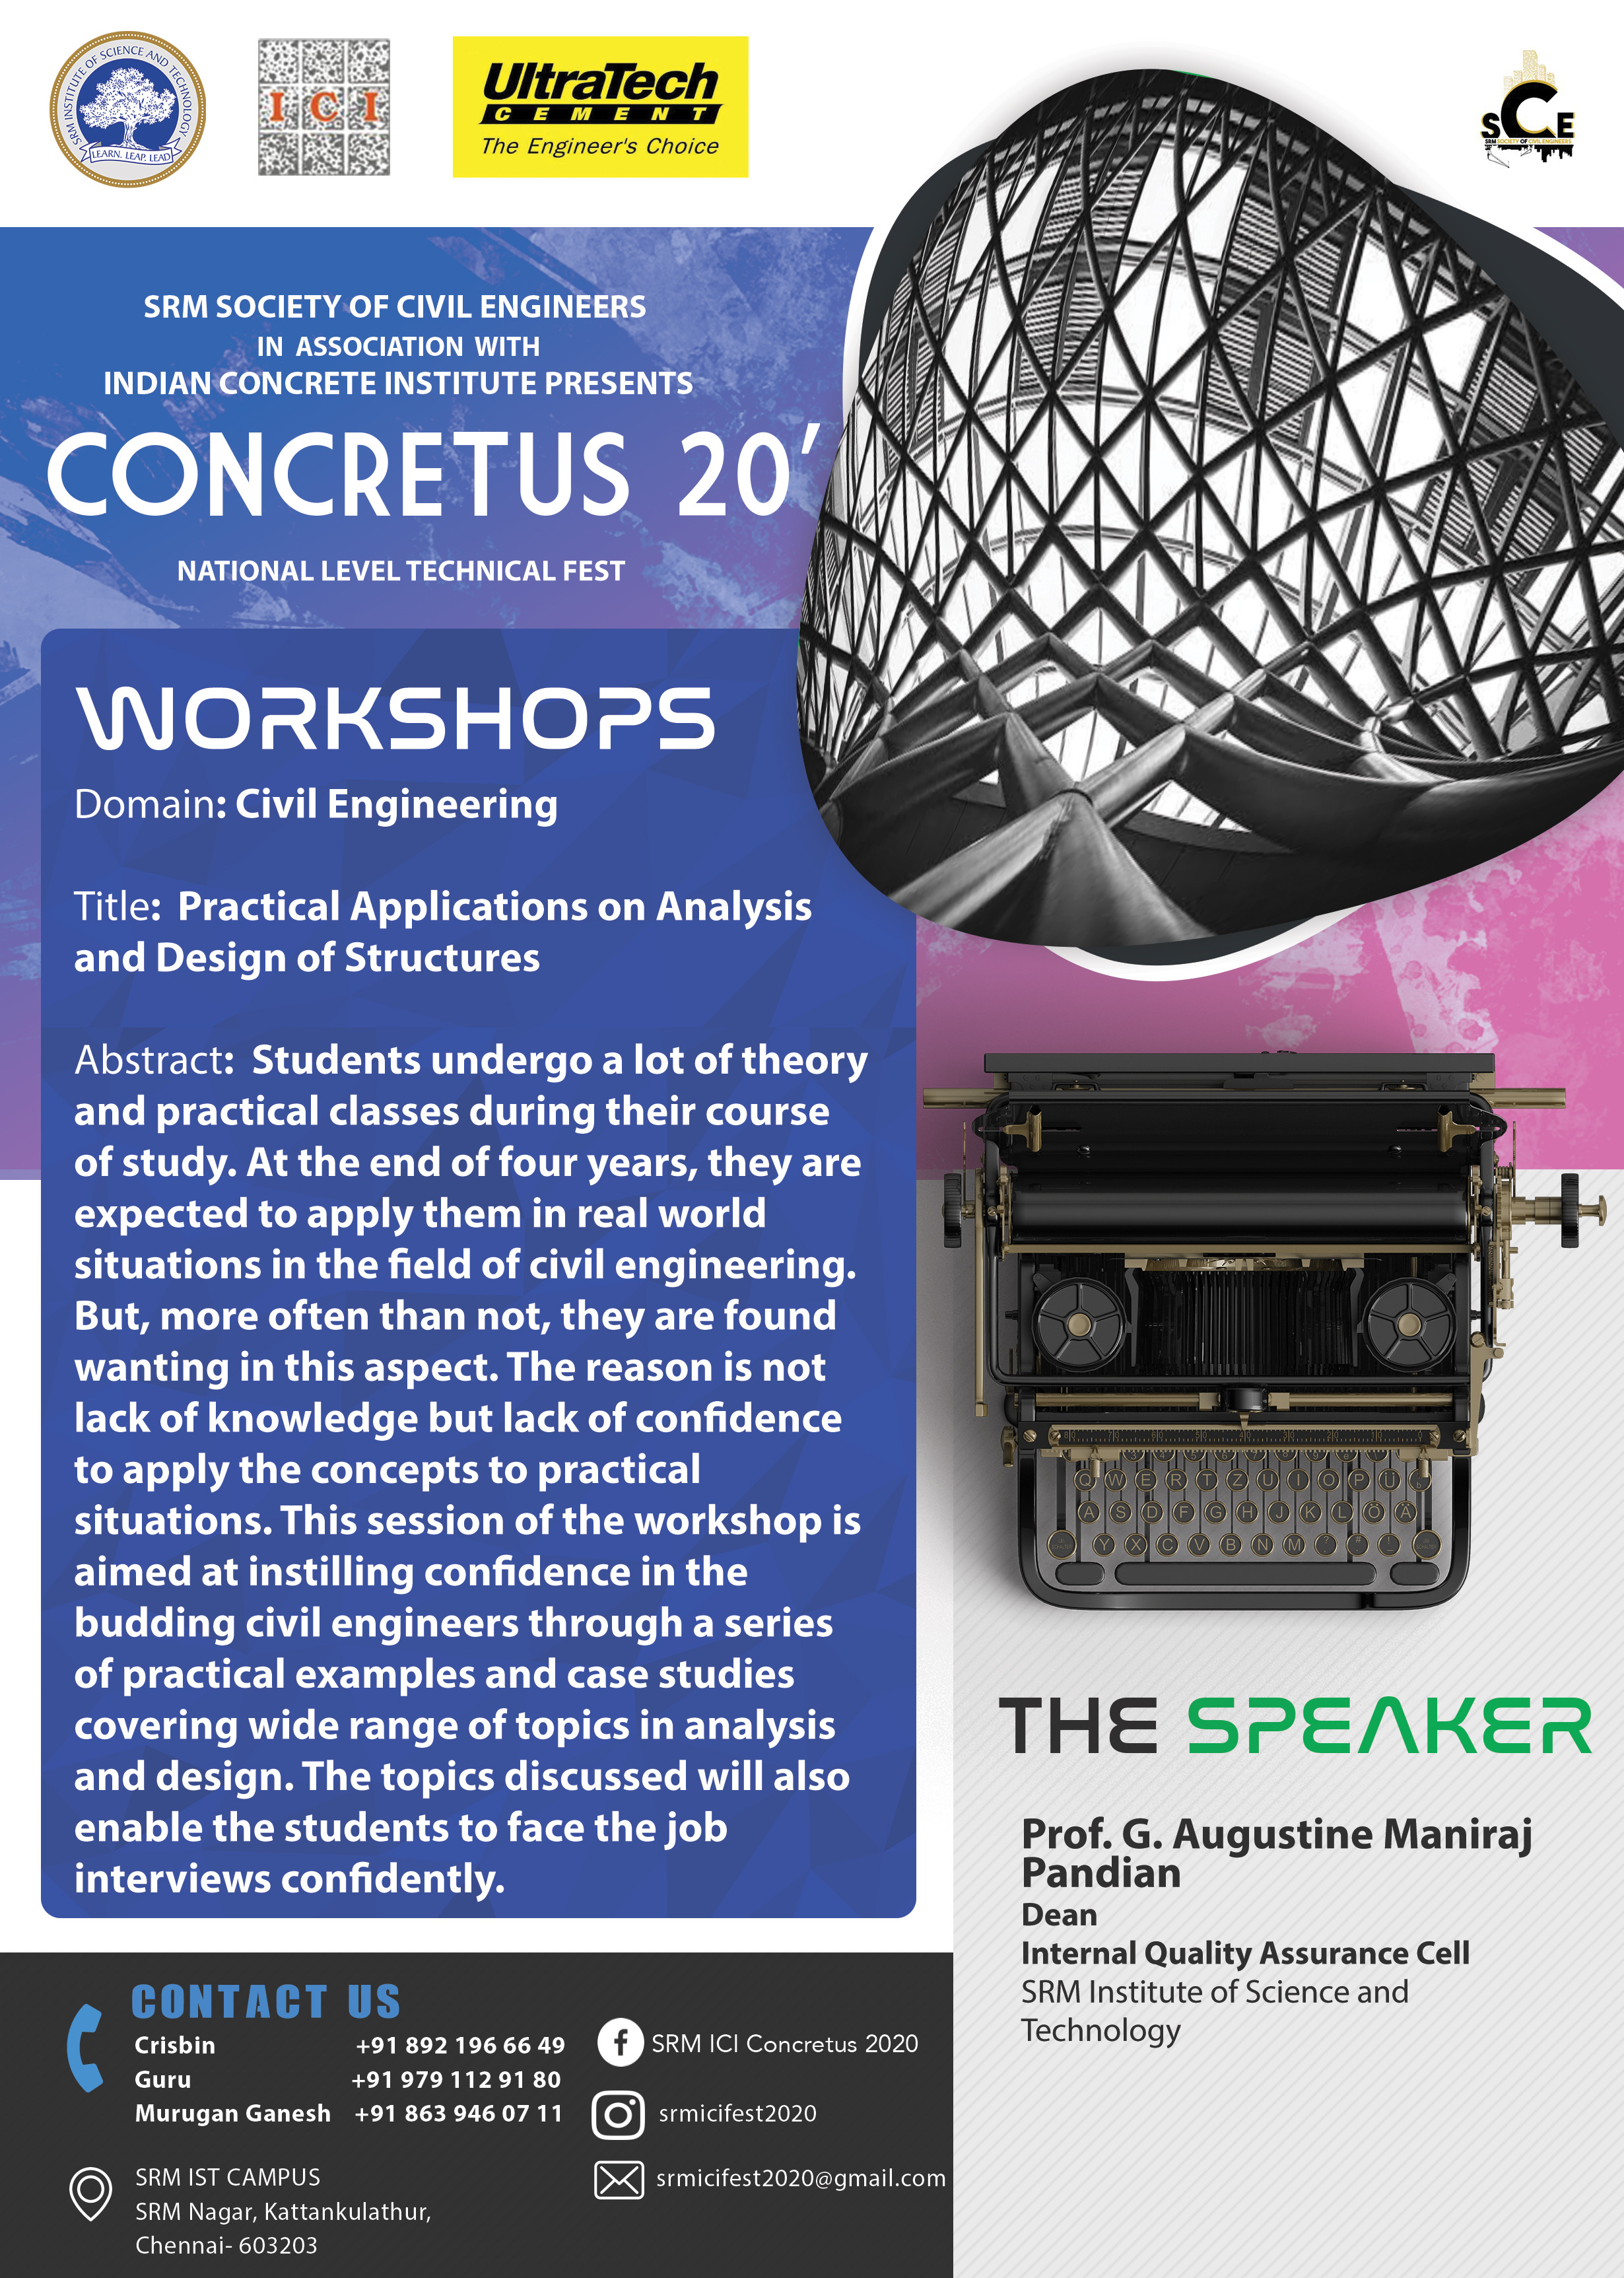 SRM INSTITUTE OF SCIENCE AND TECHNOLOGY
LEARN. LEAP. LEAD
I C I
UltraTech
CEMENT
The Engineer's Choice
SCE
SRM SOCIETY OF CIVIL ENGINEERS
SRM SOCIETY OF CIVIL ENGINEERS
IN ASSOCIATION WITH
INDIAN CONCRETE INSTITUTE PRESENTS
CONCRETUS 20’
NATIONAL LEVEL TECHNICAL FEST
WORKSHOPS
Domain: Civil Engineering
Title: Practical Applications on Analysis
and Design of Structures
Abstract: Students undergo a lot of theory
and practical classes during their course
of study. At the end of four years, they are
expected to apply them in real world
situations in the field of civil engineering.
But, more often than not, they are found
wanting in this aspect. The reason is not
lack of knowledge but lack of confidence
to apply the concepts to practical
situations. This session of the workshop is
aimed at instilling confidence in the
budding civil engineers through a series
of practical examples and case studies
covering wide range of topics in analysis
and design. The topics discussed will also
enable the students to face the job
interviews confidently.
Q W E R T Z U I O P Ü
A S D F G H J K L Ö Ä
Y X C V B N M
THE SPEAKER
Prof. G. Augustine Maniraj
Pandian
Dean
Internal Quality Assurance Cell
SRM Institute of Science and
Technology
CONTACT US
Crisbin +91 892 196 66 49
Guru +91 979 112 91 80
Murugan Ganesh +91 863 946 07 11
SRM IST CAMPUS
SRM Nagar, Kattankulathur,
Chennai- 603203
SRM ICI Concretus 2020
srmicifest2020
srmicifest2020@gmail.com